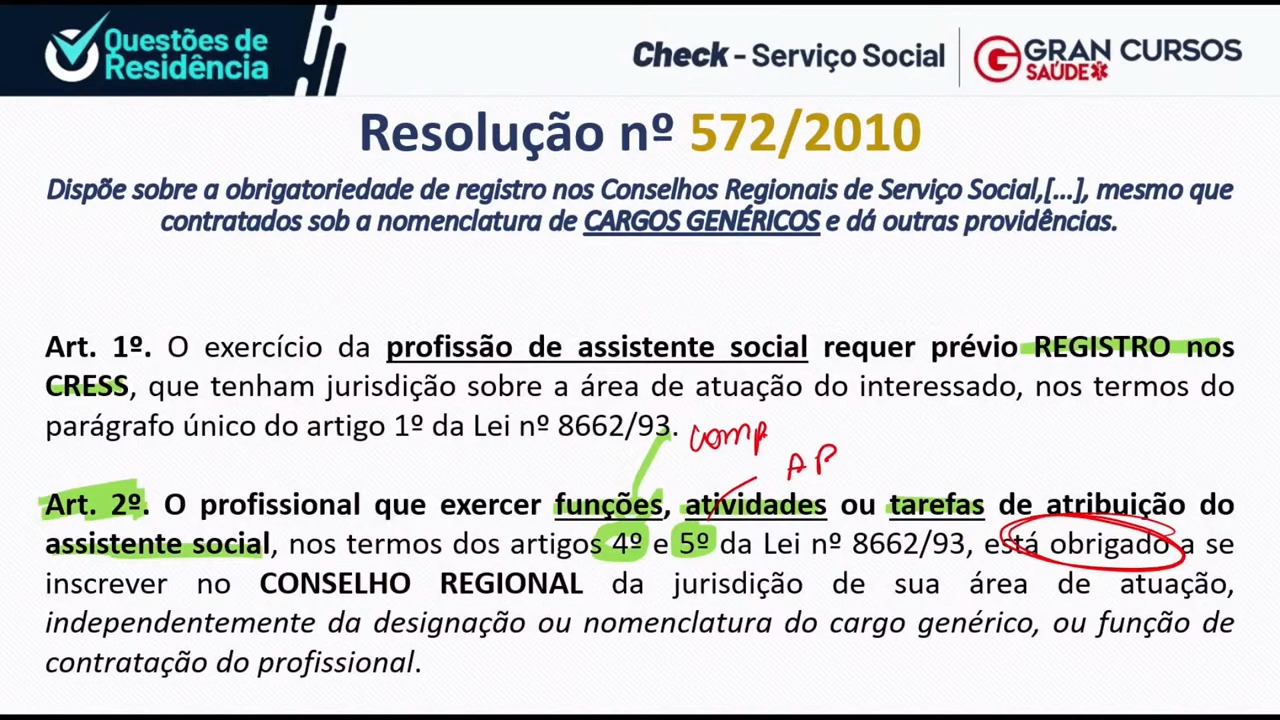 Questões de
Residência
Check - Serviço Social
GRAN CURSOS
SAÚDE
Resolução nº 572/2010
Dispõe sobre a obrigatoriedade de registro nos Conselhos Regionais de Serviço Social,[...], mesmo que
contratados sob a nomenclatura de CARGOS GENÉRICOS e dá outras providências.
Art. 1º. O exercício da profissão de assistente social requer prévio REGISTRO nos
CRESS, que tenham jurisdição sobre a área de atuação do interessado, nos termos do
parágrafo único do artigo 1º da Lei nº 8662/93.
comp
AP
Art. 2º. O profissional que exercer funções, atividades ou tarefas de atribuição do
assistente social, nos termos dos artigos 4º e 5º da Lei nº 8662/93, está obrigado a se
inscrever no CONSELHO REGIONAL da jurisdição de sua área de atuação,
independentemente da designação ou nomenclatura do cargo genérico, ou função de
contratação do profissional.